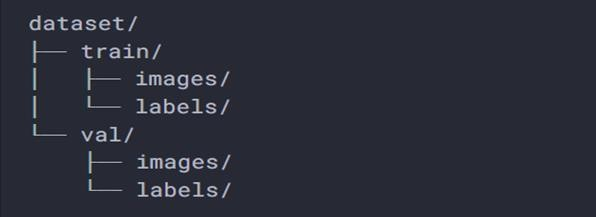 dataset/
├── train/
│   ├── images/
│   └── labels/
└── val/
    ├── images/
    └── labels/